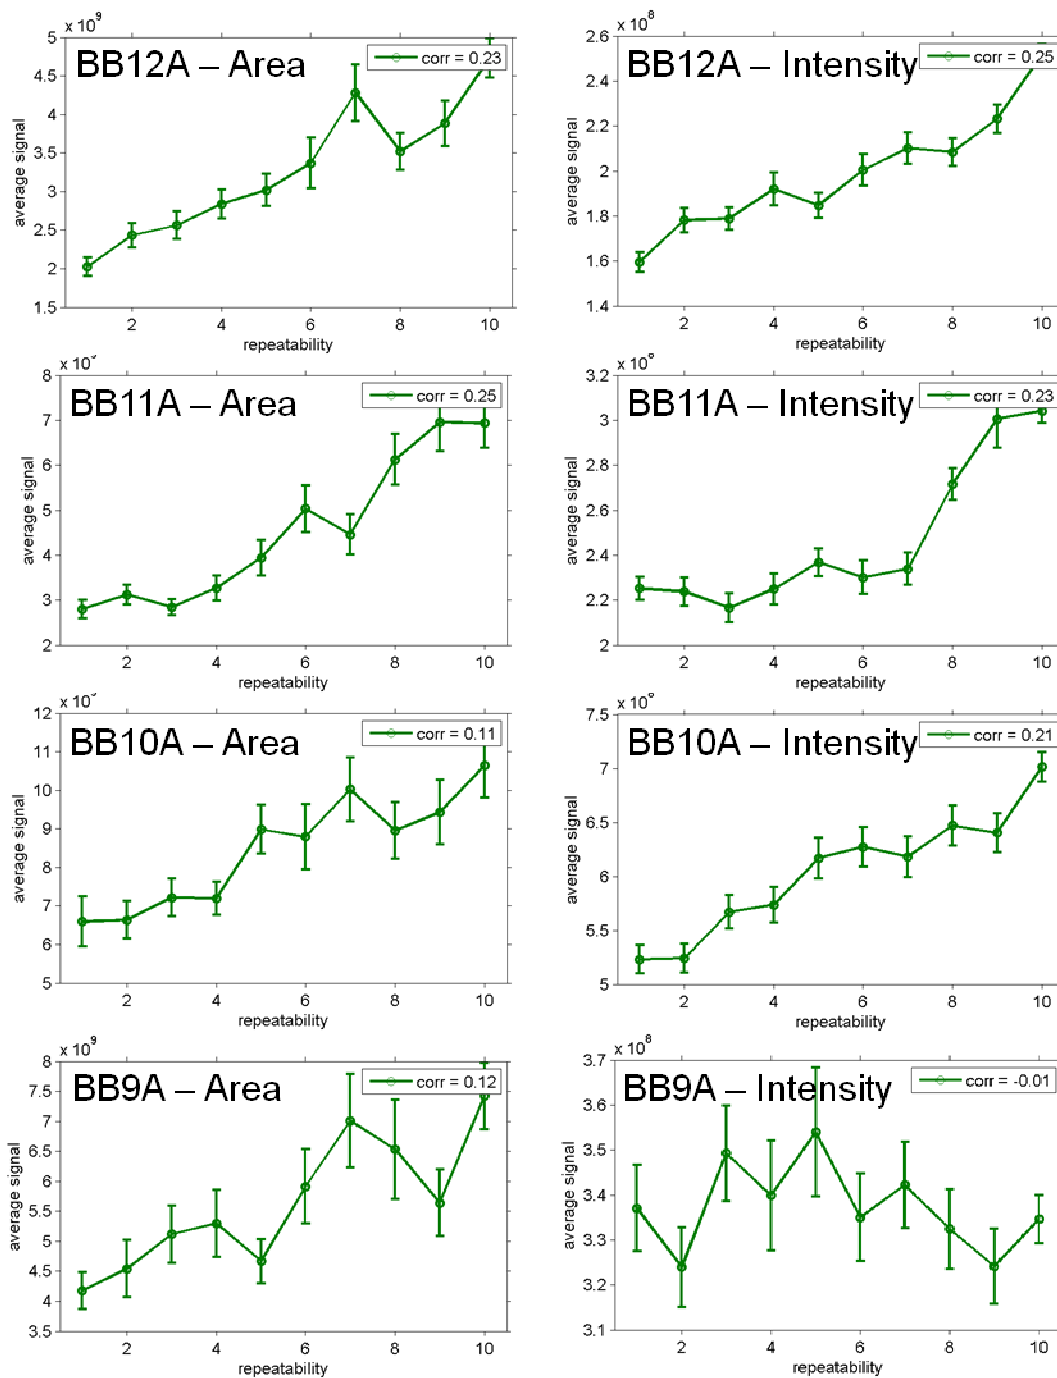 x 10⁹
BB12A – Area
corr = 0.23
5
4.5
4
3.5
3
2.5
2
1.5
average signal
2 4 6 8 10
repeatability
x 10⁸
BB12A – Intensity
corr = 0.25
2.6
2.4
2.2
2
1.8
1.6
1.4
average signal
2 4 6 8 10
repeatability
BB11A – Area
corr = 0.25
8
7
6
5
4
3
2
average signal
2 4 6 8 10
repeatability
BB11A – Intensity
corr = 0.23
3.2
3
2.8
2.6
2.4
2.2
2
average signal
2 4 6 8 10
repeatability
BB10A – Area
corr = 0.11
12
11
10
9
8
7
6
5
average signal
2 4 6 8 10
repeatability
BB10A – Intensity
corr = 0.21
7.5
7
6.5
6
5.5
5
average signal
2 4 6 8 10
repeatability
x 10⁹
BB9A – Area
corr = 0.12
8
7.5
7
6.5
6
5.5
5
4.5
4
3.5
average signal
2 4 6 8 10
repeatability
x 10⁸
BB9A – Intensity
corr = -0.01
3.7
3.6
3.5
3.4
3.3
3.2
3.1
average signal
2 4 6 8 10
repeatability